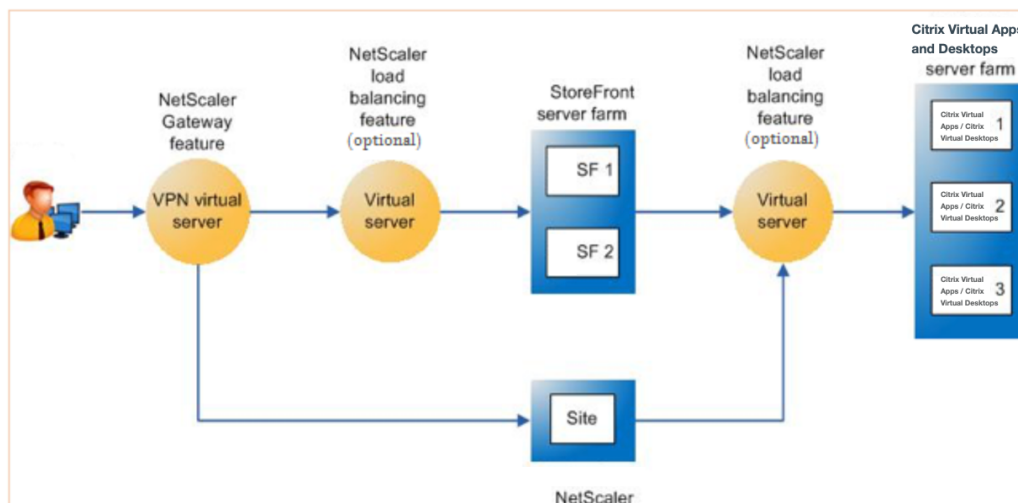 NetScaler
Gateway
feature
VPN virtual
server
NetScaler
load
balancing
feature
(optional)
Virtual
server
StoreFront
server farm
SF 1
SF 2
Site
NetScaler
NetScaler
load
balancing
feature
(optional)
Virtual
server
Citrix Virtual Apps
and Desktops
server farm
Citrix Virtual
Apps / Citrix
Virtual Desktops
1
Citrix Virtual
Apps / Citrix
Virtual Desktops
2
Citrix Virtual
Apps / Citrix
Virtual Desktops
3